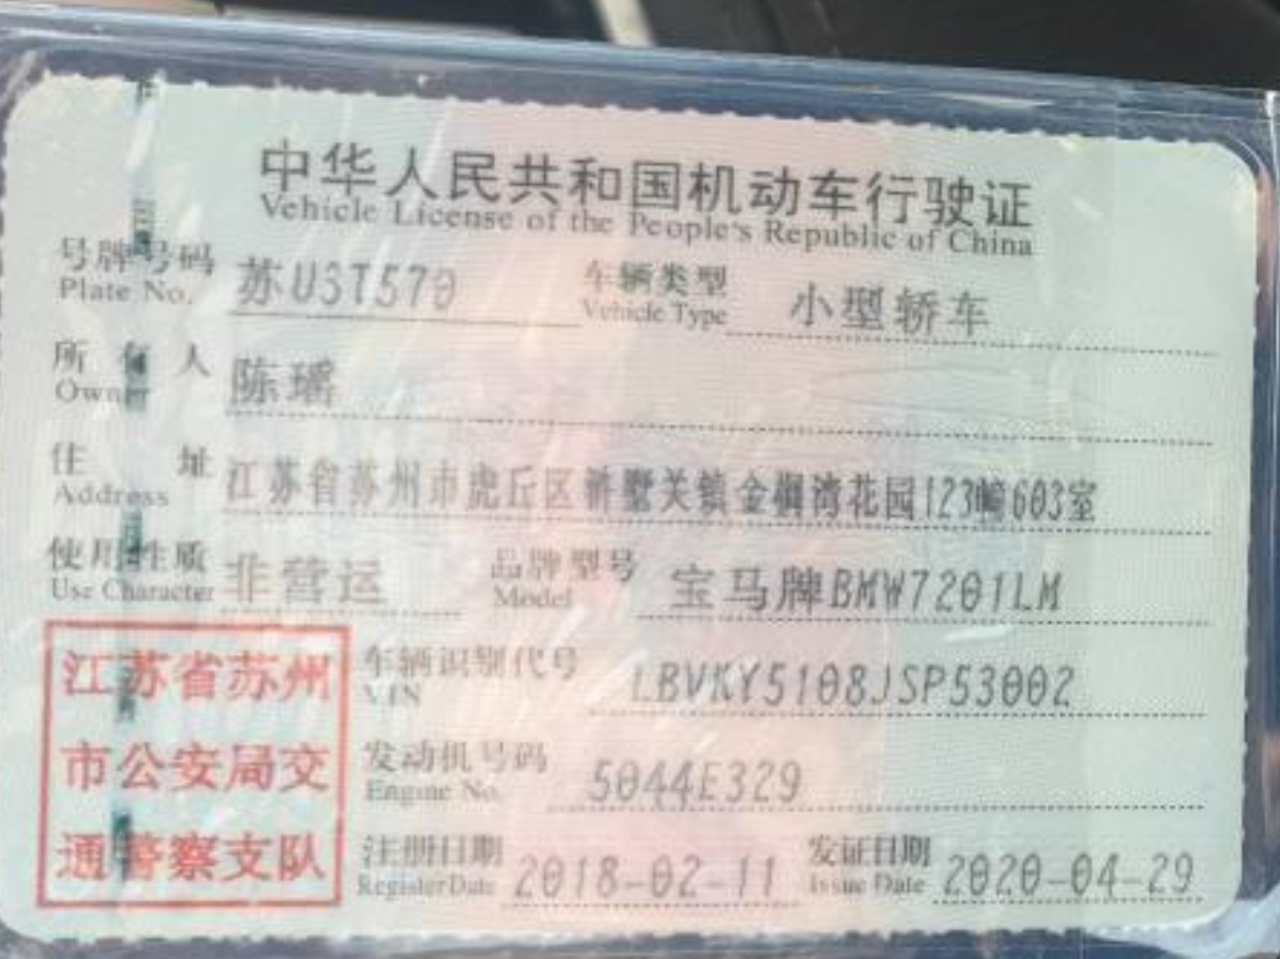 中华人民共和国机动车行驶证
Vehicle License of the People's Republic of China
号牌号码 苏U3T570 车辆类型 小型轿车
Plate No. Vehicle Type
所有人 陈瑶
Owner
住址 江苏省苏州市虎丘区浒墅关镇金榈湾花园123幢603室
Address
使用性质 非营运 品牌型号 宝马牌BMW7201LM
Use Character Model
江苏省苏州
市公安局交
通警察支队
车辆识别代号 LBVKY5108JSP53002
VIN
发动机号码 5044E329
Engine No.
注册日期 2018-02-11 发证日期 2020-04-29
Register Date Issue Date